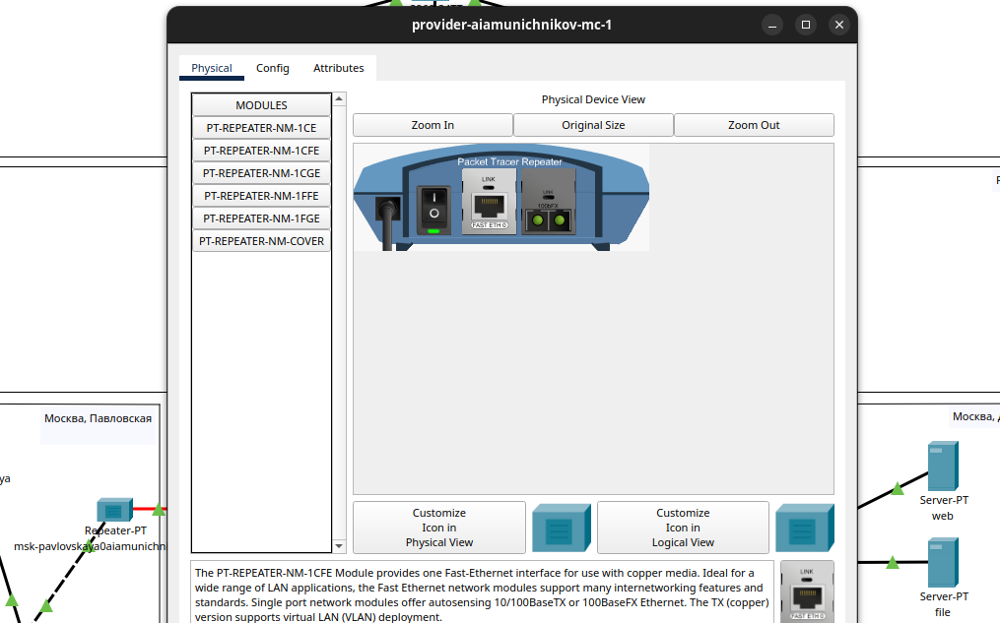 provider-aiamunichnikov-mc-1
Physical
Config
Attributes
MODULES
PT-REPEATER-NM-1CE
PT-REPEATER-NM-1CFE
PT-REPEATER-NM-1CGE
PT-REPEATER-NM-1FFE
PT-REPEATER-NM-1FGE
PT-REPEATER-NM-COVER
Physical Device View
Zoom In
Original Size
Zoom Out
Packet Tracer Repeater
LINK
FAST ETH 0
LINK
100bFX
Customize
Icon in
Physical View
Customize
Icon in
Logical View
The PT-REPEATER-NM-1CFE Module provides one Fast-Ethernet interface for use with copper media. Ideal for a
wide range of LAN applications, the Fast Ethernet network modules support many internetworking features and
standards. Single port network modules offer autosensing 10/100BaseTX or 100BaseFX Ethernet. The TX (copper)
version supports virtual LAN (VLAN) deployment.
LINK
FAST ETH 0
Москва, Павловская
ya
Repeater-PT
msk-pavlovskaya0aiamunichni
Москва,
Server-PT
web
Server-PT
file